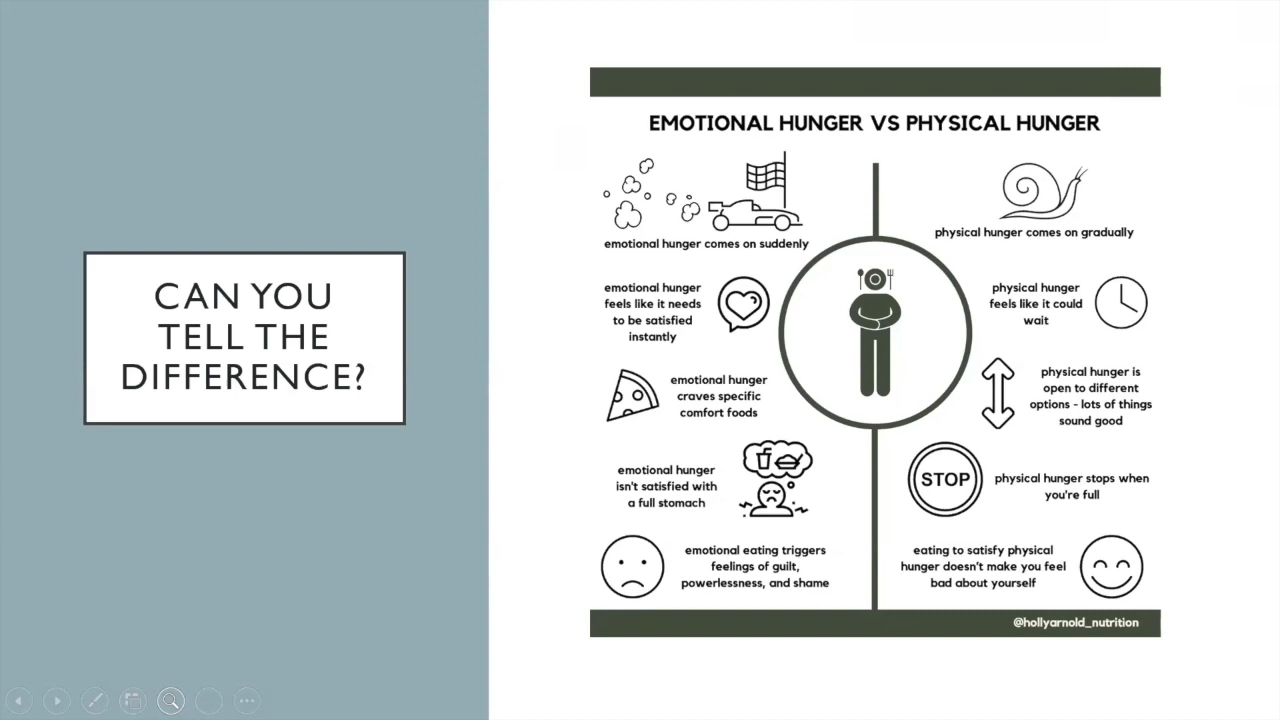 CAN YOU
TELL THE
DIFFERENCE?
EMOTIONAL HUNGER VS PHYSICAL HUNGER
emotional hunger comes on suddenly
emotional hunger
feels like it needs
to be satisfied
instantly
emotional hunger
craves specific
comfort foods
emotional hunger
isn't satisfied with
a full stomach
emotional eating triggers
feelings of guilt,
powerlessness, and shame
physical hunger comes on gradually
physical hunger
feels like it could
wait
physical hunger is
open to different
options - lots of things
sound good
STOP
physical hunger stops when
you're full
eating to satisfy physical
hunger doesn't make you feel
bad about yourself
@hollyarnold_nutrition